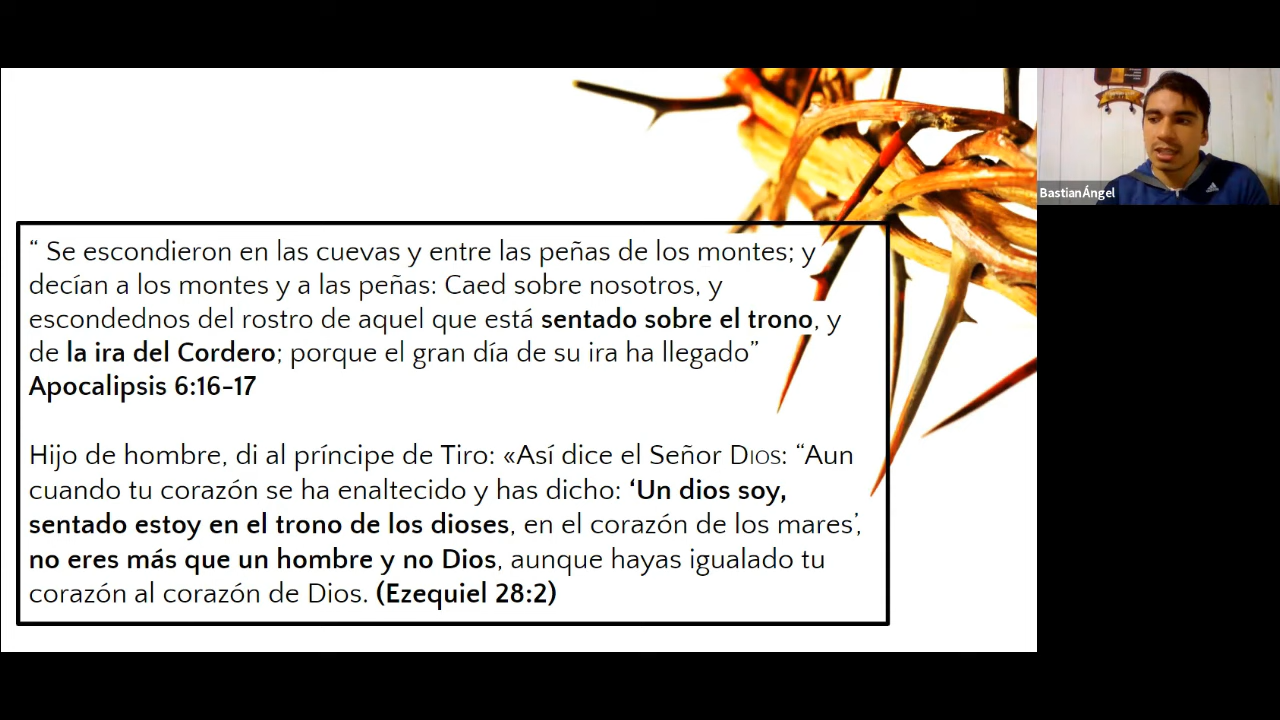 BastianÁngel
“ Se escondieron en las cuevas y entre las peñas de los montes; y
decían a los montes y a las peñas: Caed sobre nosotros, y
escondednos del rostro de aquel que está sentado sobre el trono, y
de la ira del Cordero; porque el gran día de su ira ha llegado”
Apocalipsis 6:16-17
Hijo de hombre, di al príncipe de Tiro: «Así dice el Señor DIOS: “Aun
cuando tu corazón se ha enaltecido y has dicho: ‘Un dios soy,
sentado estoy en el trono de los dioses, en el corazón de los mares’,
no eres más que un hombre y no Dios, aunque hayas igualado tu
corazón al corazón de Dios. (Ezequiel 28:2)